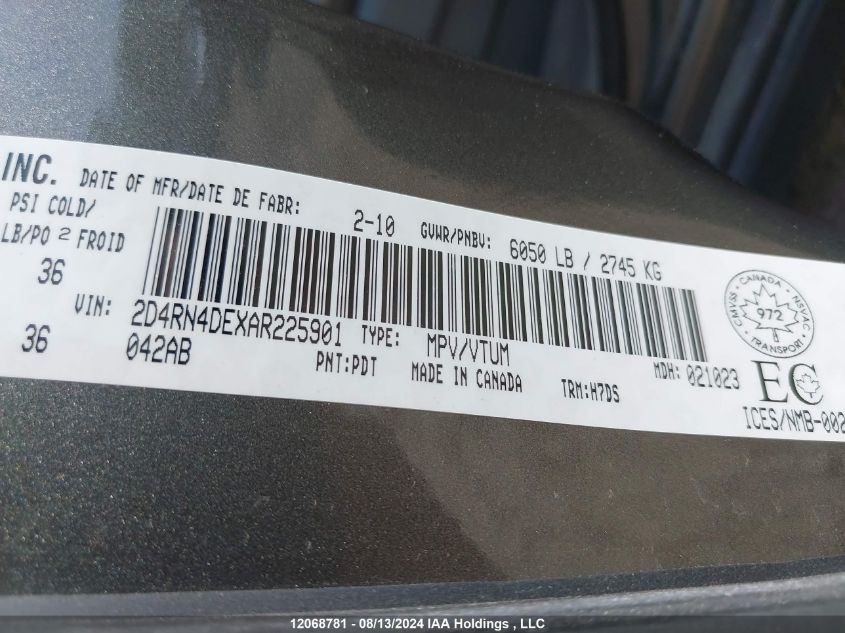 INC. DATE OF MFR/DATE DE FABR: 2-10 GVWR/PNBV: 6050 LB / 2745 KG
PSI COLD/
LB/PO 2 FROID
36
VIN: 2D4RN4DEXAR225901 TYPE: MPV/VTUM MDH: 021023
36 042AB PNT:PDT MADE IN CANADA TRM:H7DS
CANADA
CMVSS NSVAC
972
TRANSPORT
EC
ICES/NMB-002
12068781 - 08/13/2024 IAA Holdings , LLC